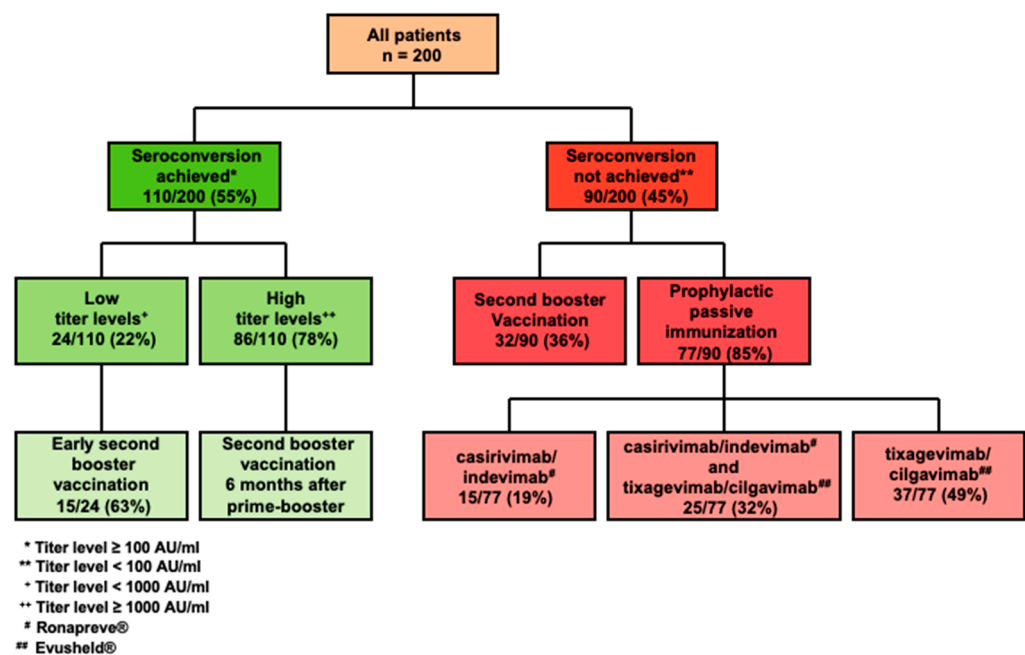 All patients
n = 200
Seroconversion
achieved*
110/200 (55%)
Seroconversion
not achieved**
90/200 (45%)
Low
titer levels⁺
24/110 (22%)
High
titer levels⁺⁺
86/110 (78%)
Second booster
Vaccination
32/90 (36%)
Prophylactic
passive
immunization
77/90 (85%)
Early second
booster
vaccination
15/24 (63%)
Second booster
vaccination
6 months after
prime-booster
casirivimab/
indevimab#
15/77 (19%)
casirivimab/indevimab#
and
tixagevimab/cilgavimab##
25/77 (32%)
tixagevimab/
cilgavimab##
37/77 (49%)
* Titer level ≥ 100 AU/ml
** Titer level < 100 AU/ml
⁺ Titer level < 1000 AU/ml
⁺⁺ Titer level ≥ 1000 AU/ml
# Ronapreve®
## Evusheld®